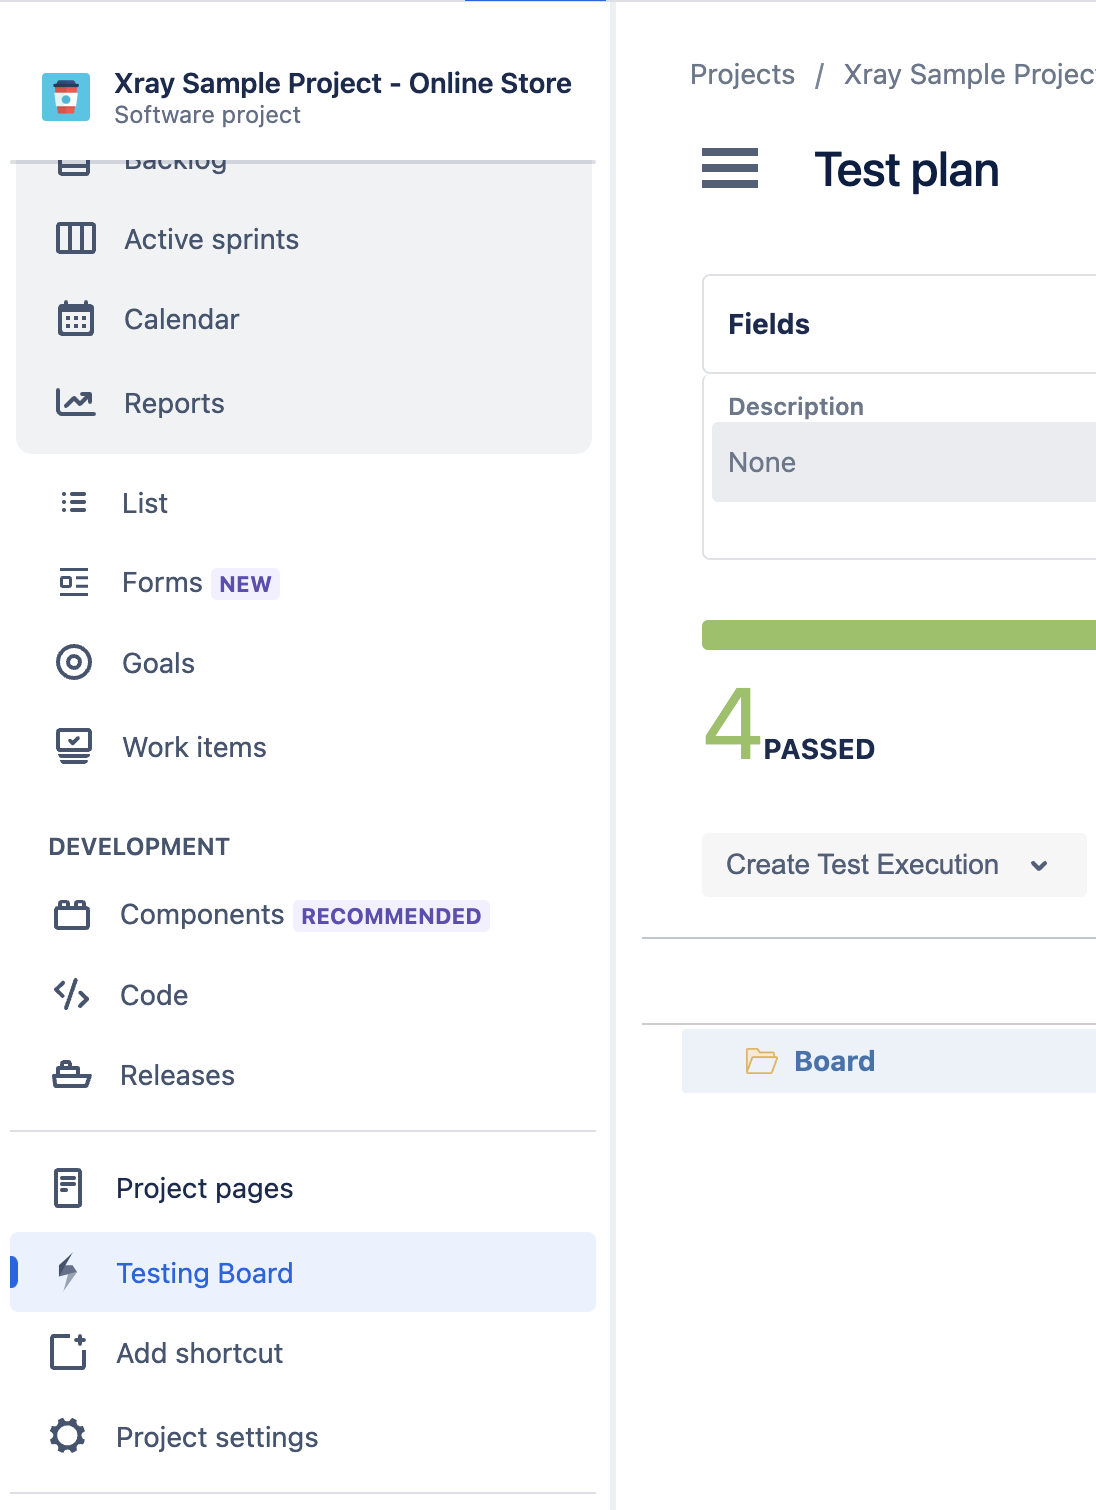 Xray Sample Project - Online Store
Software project
Backlog
Active sprints
Calendar
Reports
List
Forms NEW
Goals
Work items
DEVELOPMENT
Components RECOMMENDED
Code
Releases
Project pages
Testing Board
Add shortcut
Project settings
Projects / Xray Sample Projec
Test plan
Fields
Description
None
4 PASSED
Create Test Execution
Board